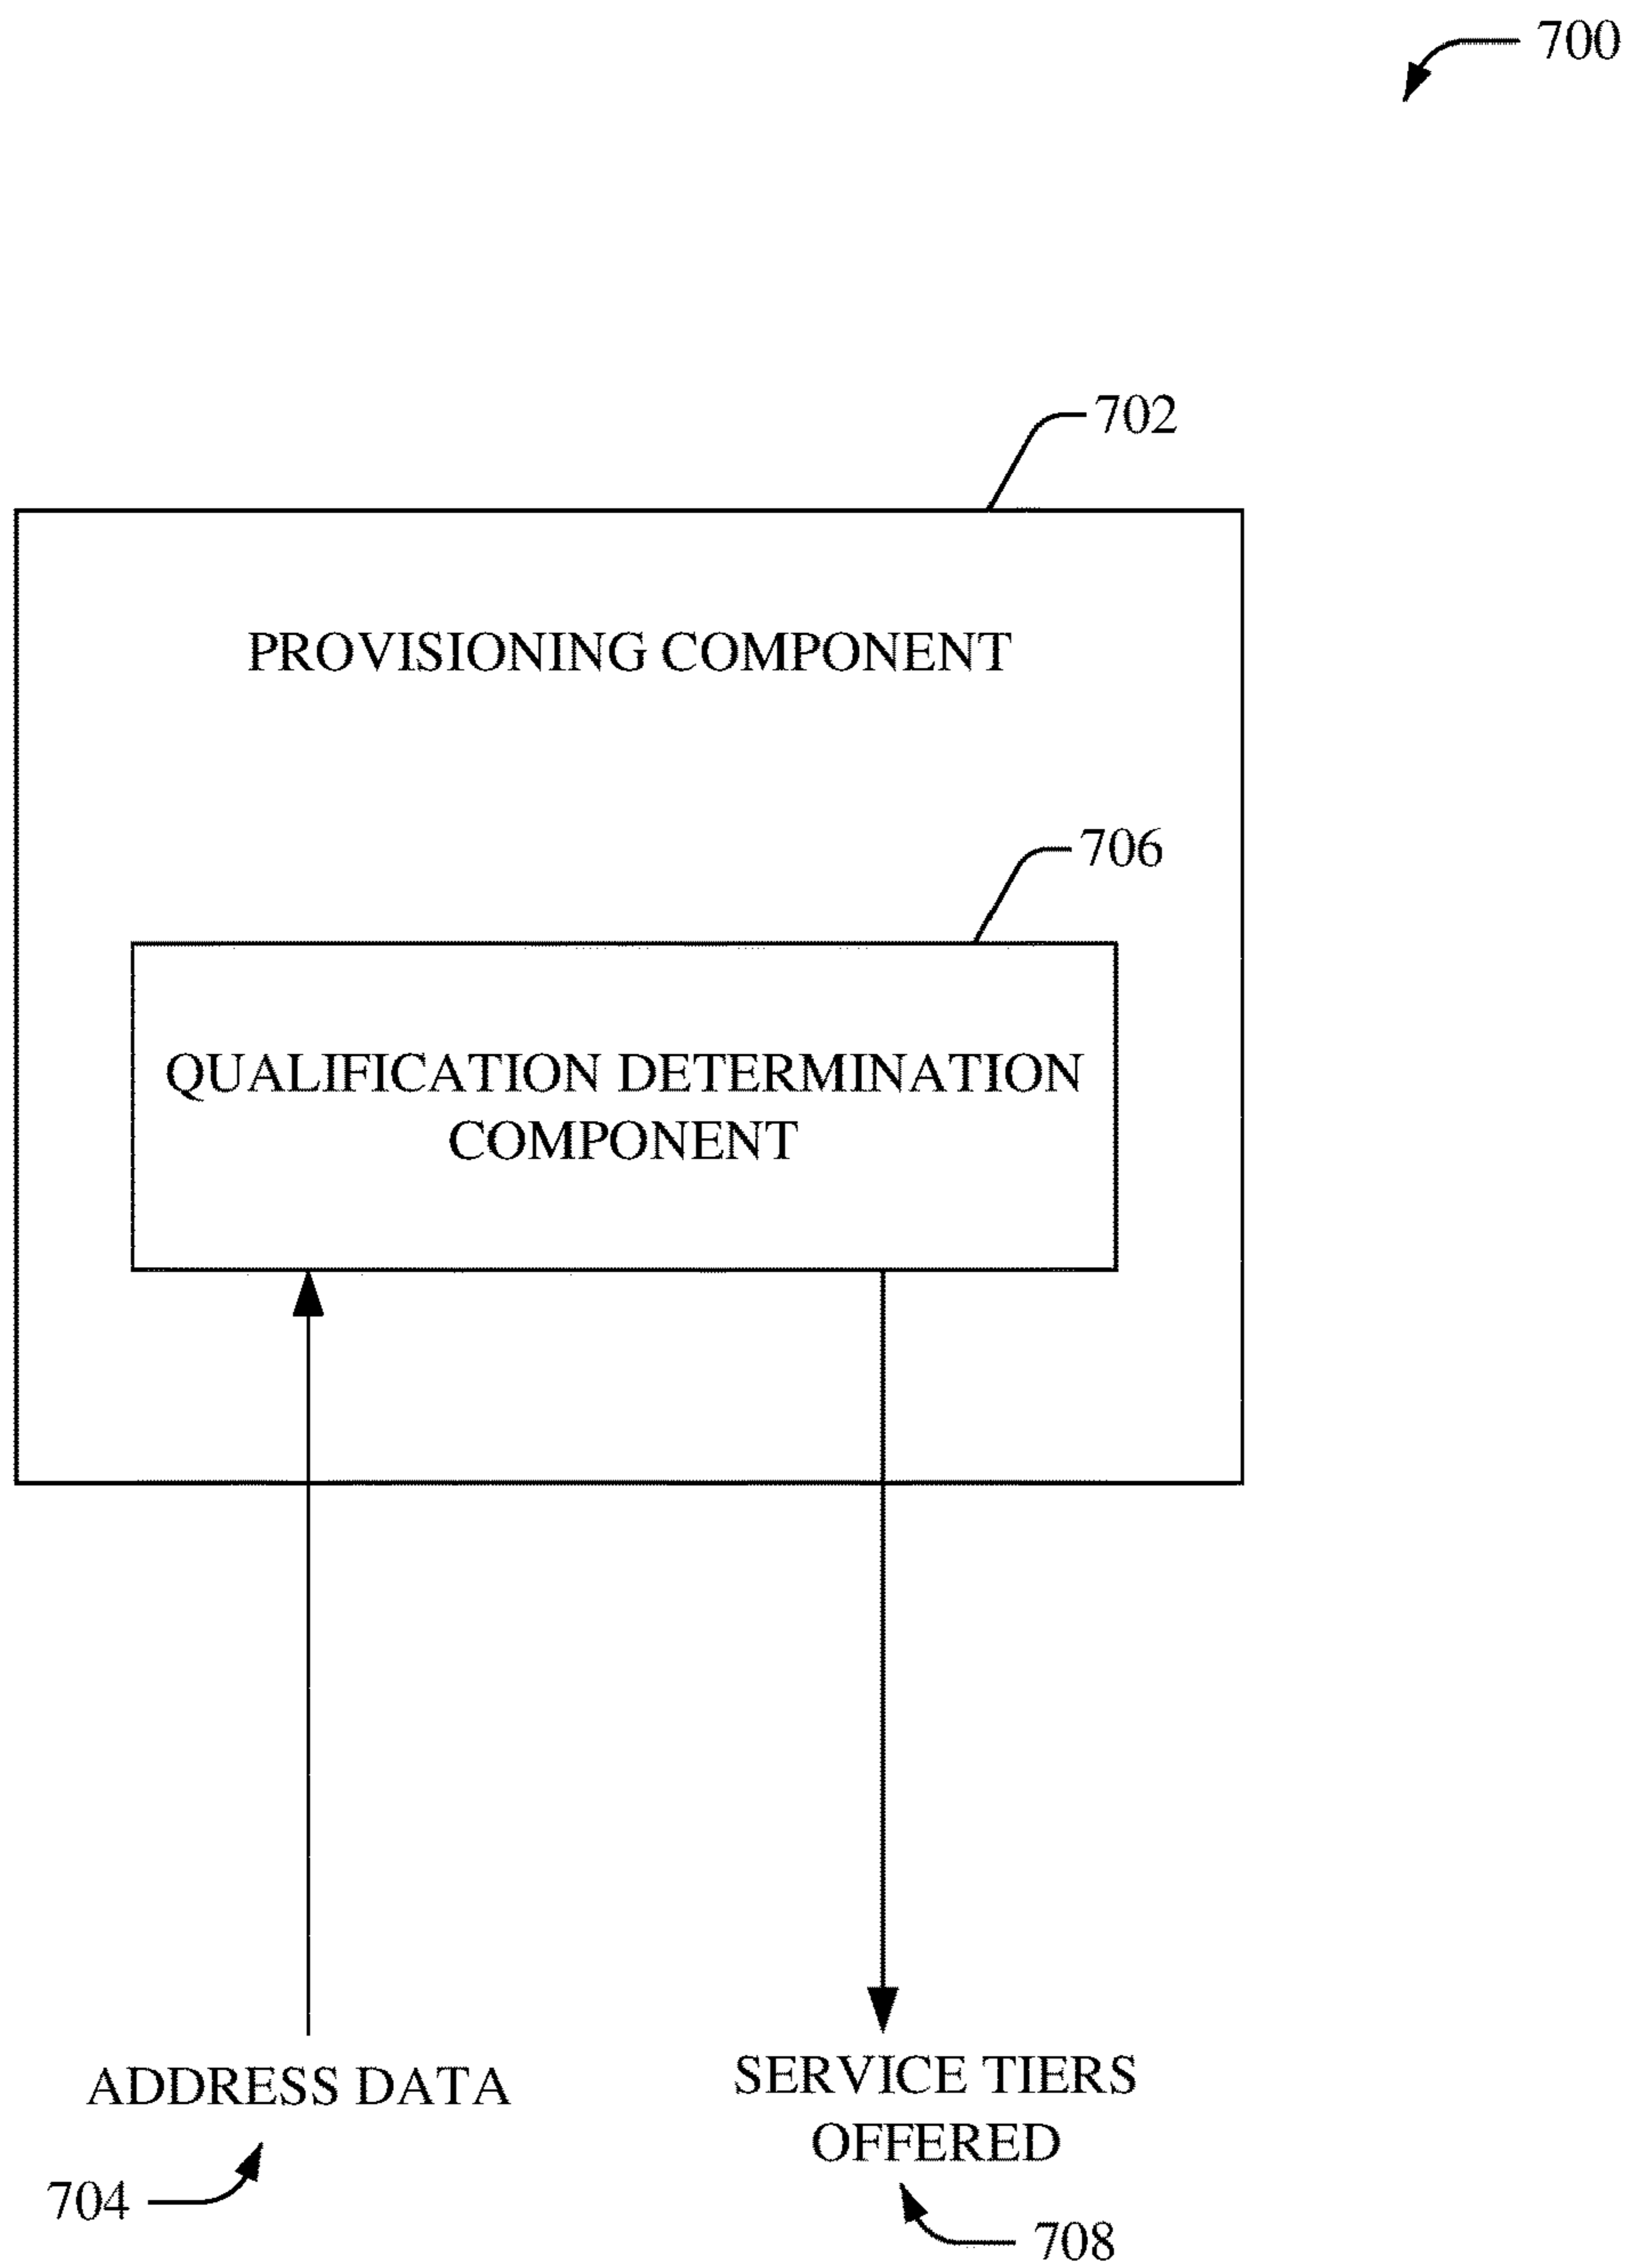 700
702
PROVISIONING COMPONENT
706
QUALIFICATION DETERMINATION
COMPONENT
ADDRESS DATA
704
SERVICE TIERS
OFFERED
708